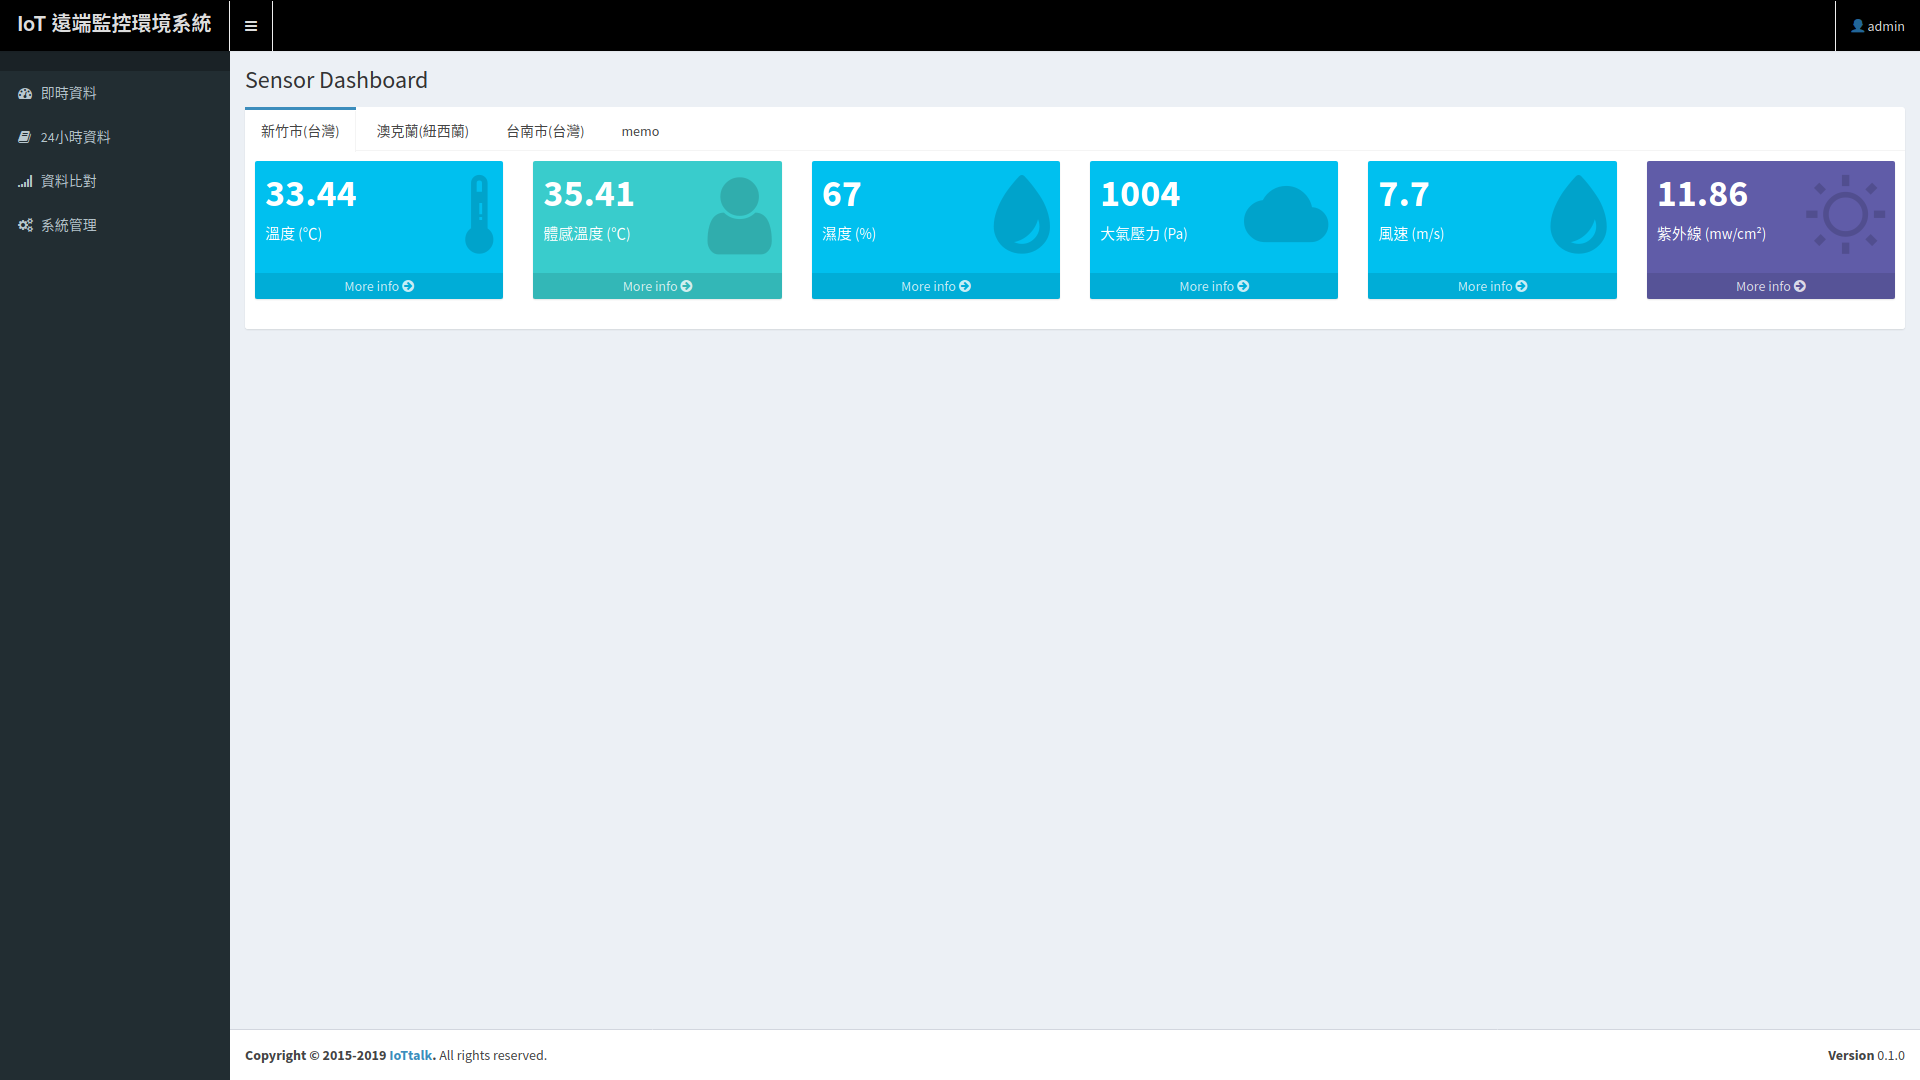 IoT 遠端監控環境系統
admin
即時資料
24小時資料
資料比對
系統管理
Sensor Dashboard
新竹市(台灣) 澳克蘭(紐西蘭) 台南市(台灣) memo
33.44
溫度 (℃)
More info
35.41
體感溫度 (℃)
More info
67
濕度 (%)
More info
1004
大氣壓力 (Pa)
More info
7.7
風速 (m/s)
More info
11.86
紫外線 (mw/cm²)
More info
Copyright © 2015-2019 IoTtalk. All rights reserved.
Version 0.1.0